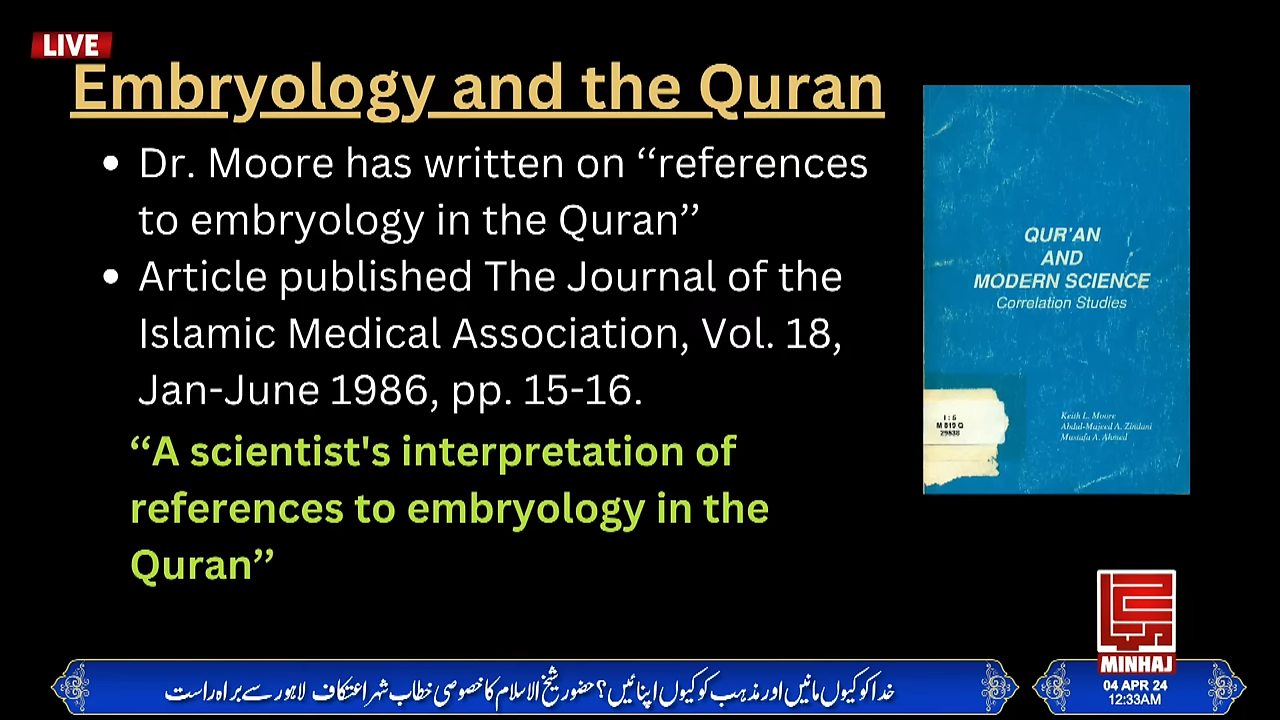 LIVE
Embryology and the Quran
• Dr. Moore has written on “references
to embryology in the Quran”
• Article published The Journal of the
Islamic Medical Association, Vol. 18,
Jan-June 1986, pp. 15-16.
“A scientist's interpretation of
references to embryology in the
Quran”
QUR'AN
AND
MODERN SCIENCE
Correlation Studies
I : 5
M 819 Q
29838
Keith L. Moore
Abdul-Majeed A. Zindani
Mustafa A. Ahmed
MINHAJ
خدا کو کیوں مانیں اور مذہب کو کیوں اپنائیں؟ حضور شیخ الاسلام کا خصوصی خطاب شہر اعتکاف لاہور سے براہ راست
04 APR 24
12:33AM